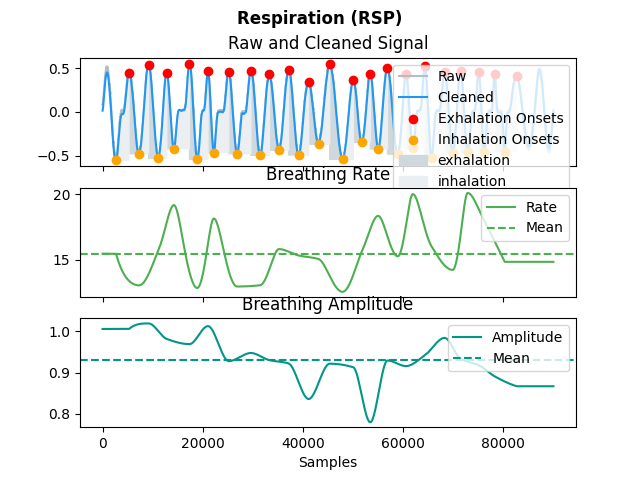 Respiration (RSP)
Raw and Cleaned Signal
0.5
0.0
−0.5
Raw
Cleaned
Exhalation Onsets
Inhalation Onsets
exhalation
inhalation
Breathing Rate
20
15
Rate
Mean
Breathing Amplitude
1.0
0.9
0.8
Amplitude
Mean
0 20000 40000 60000 80000
Samples